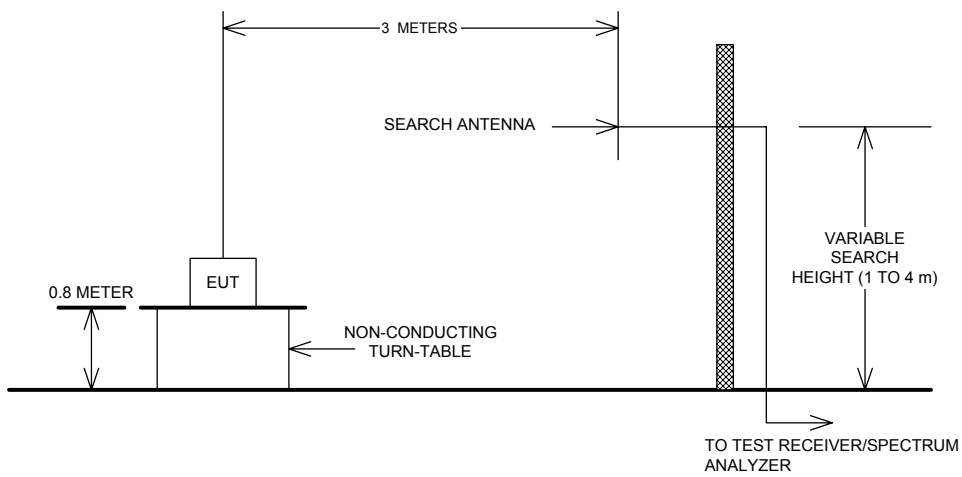 3 METERS
SEARCH ANTENNA
VARIABLE
SEARCH
HEIGHT (1 TO 4 m)
EUT
0.8 METER
NON-CONDUCTING
TURN-TABLE
TO TEST RECEIVER/SPECTRUM
ANALYZER